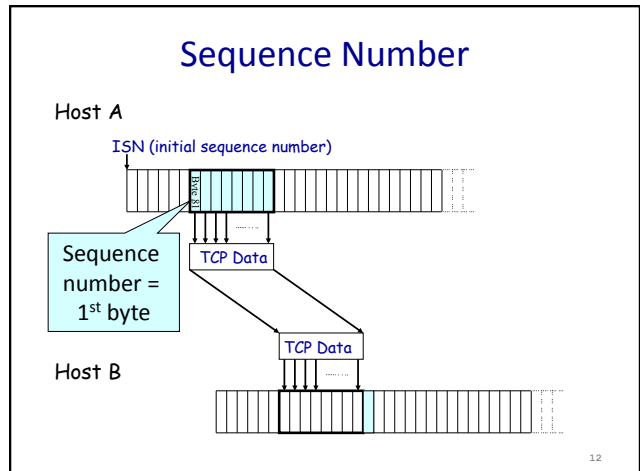 Sequence Number
Host A
ISN (initial sequence number)
Byte 81
Sequence
number =
1st byte
TCP Data
TCP Data
Host B
12